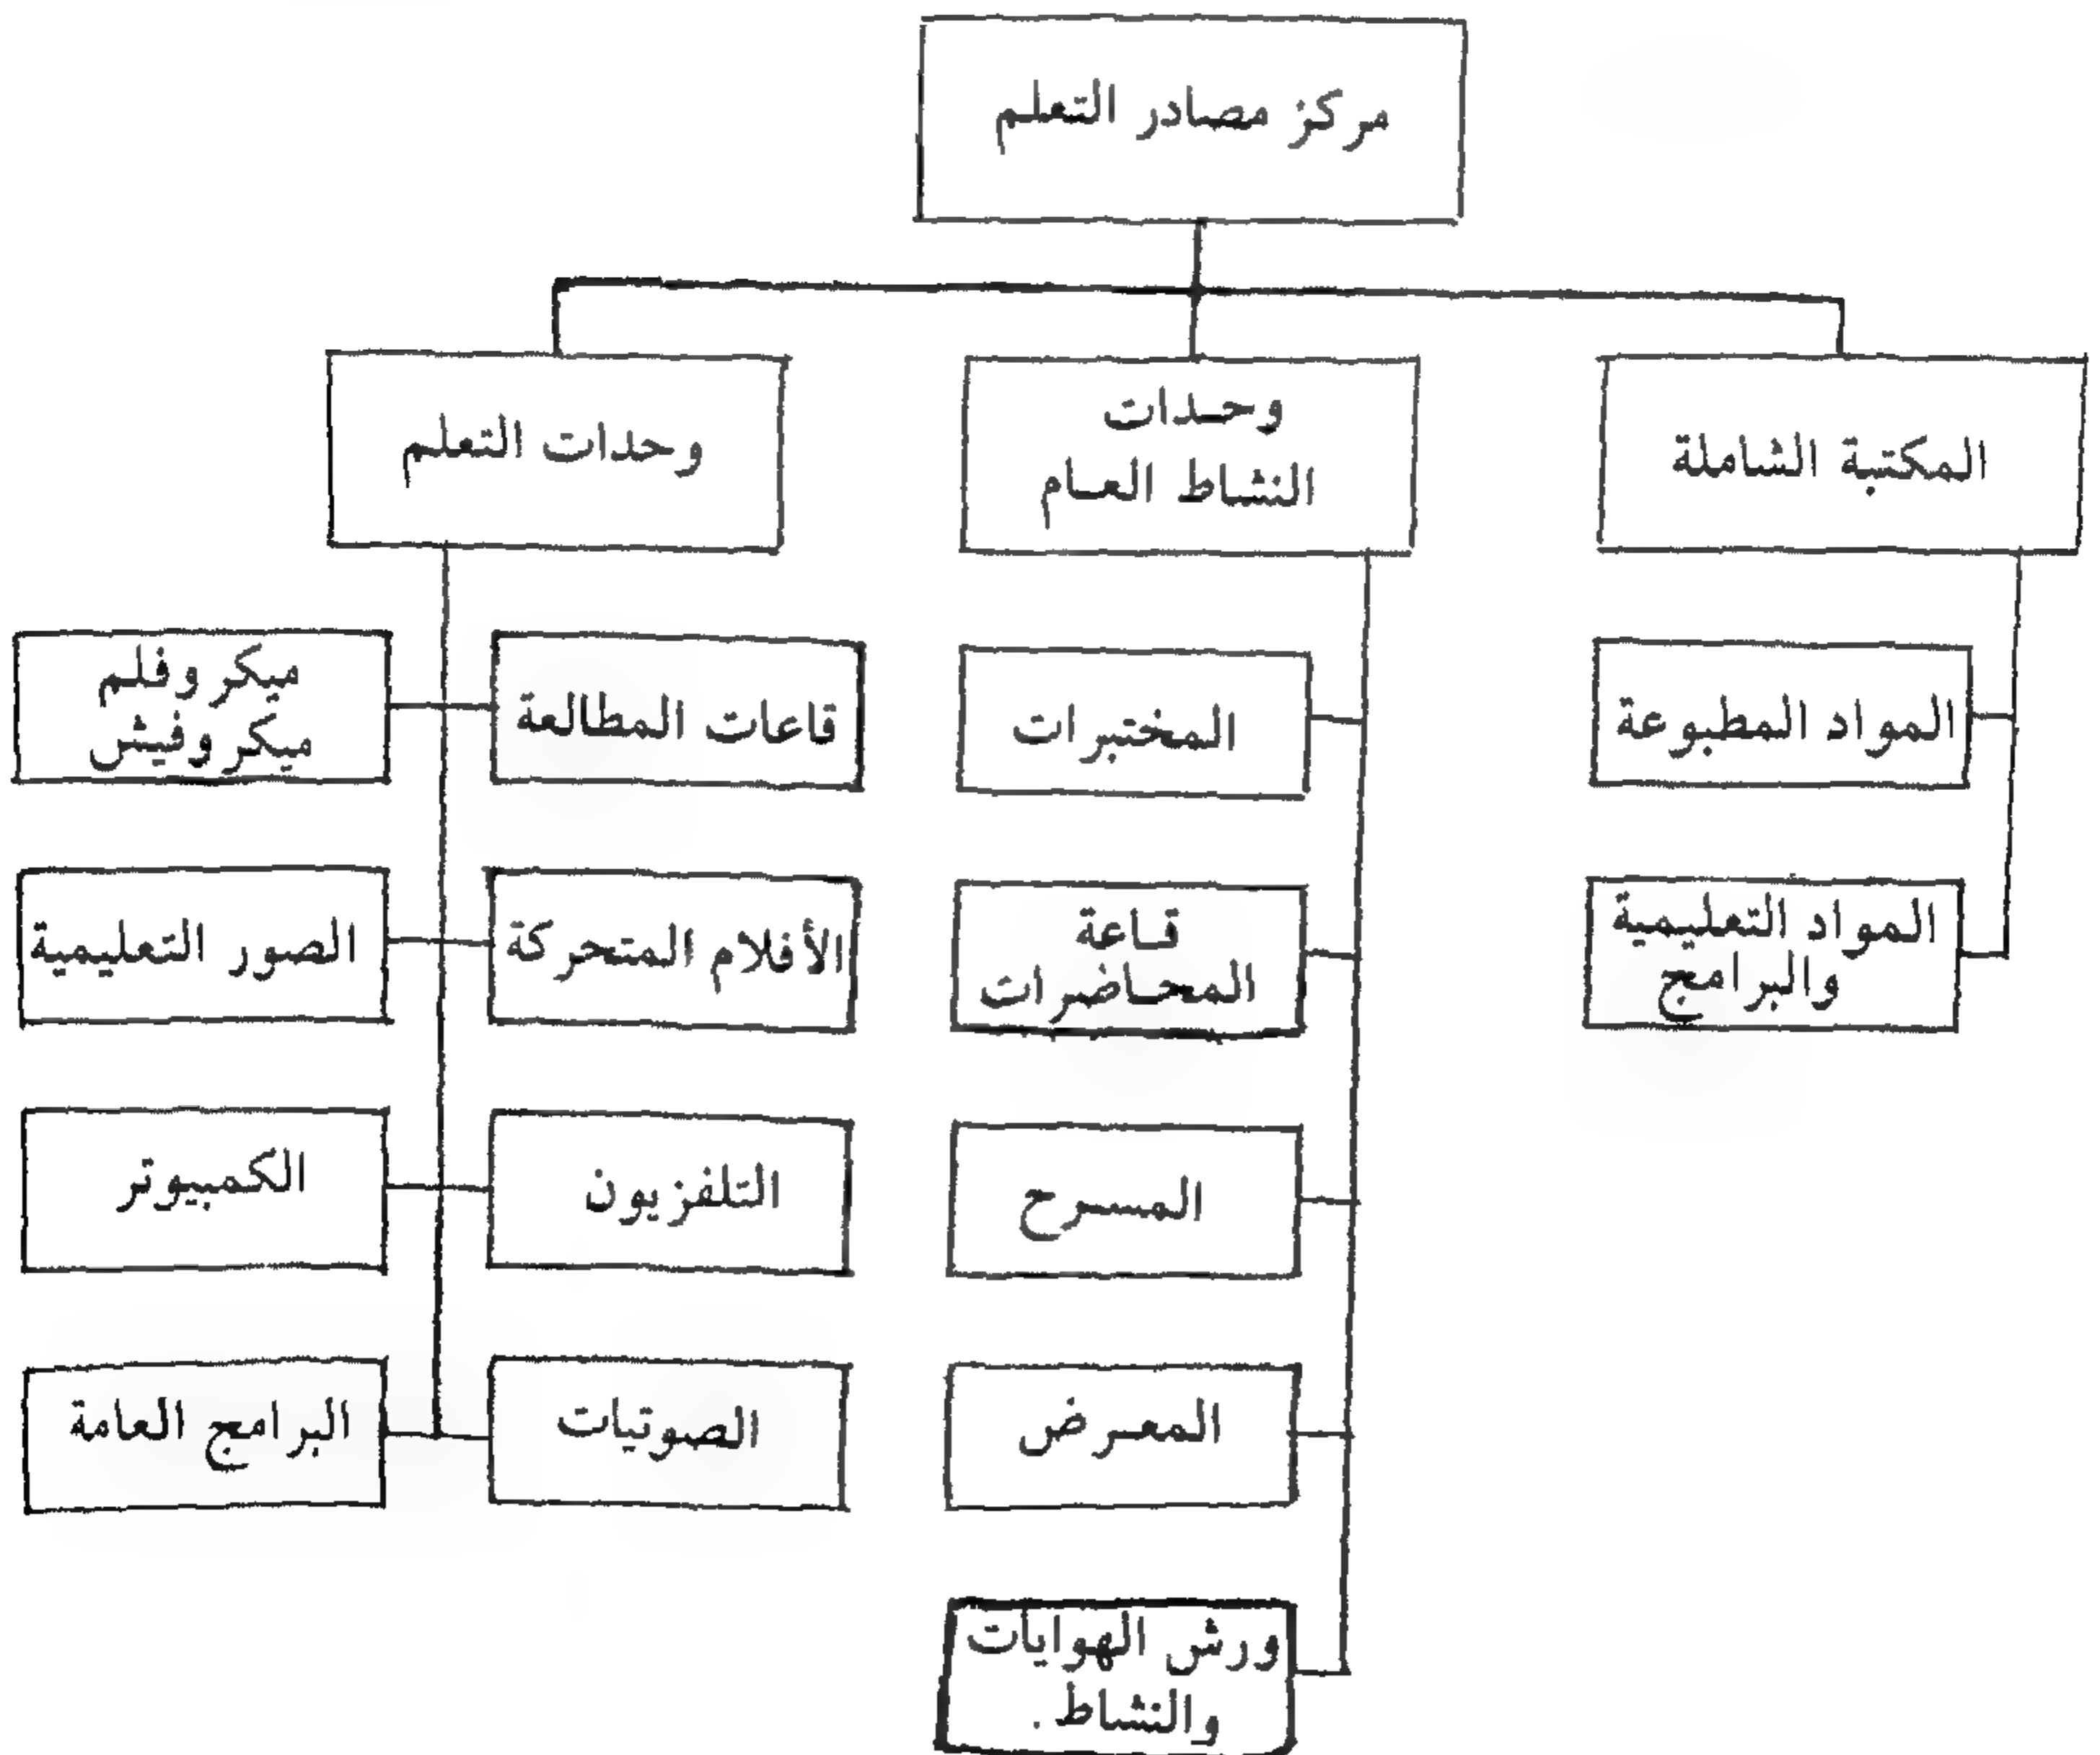 مركز مصادر التعلم
المكتبة الشاملة
وحدات
النشاط العام
وحدات التعلم
المواد المطبوعة
المواد التعليمية
والبرامج
المختبرات
قاعة
المحاضرات
المسرح
المعرض
ورش الهوايات
والنشاط .
قاعات المطالعة
ميكروفلم
ميكروفيش
الأفلام المتحركة
الصور التعليمية
التلفزيون
الكمبيوتر
الصوتيات
البرامج العامة